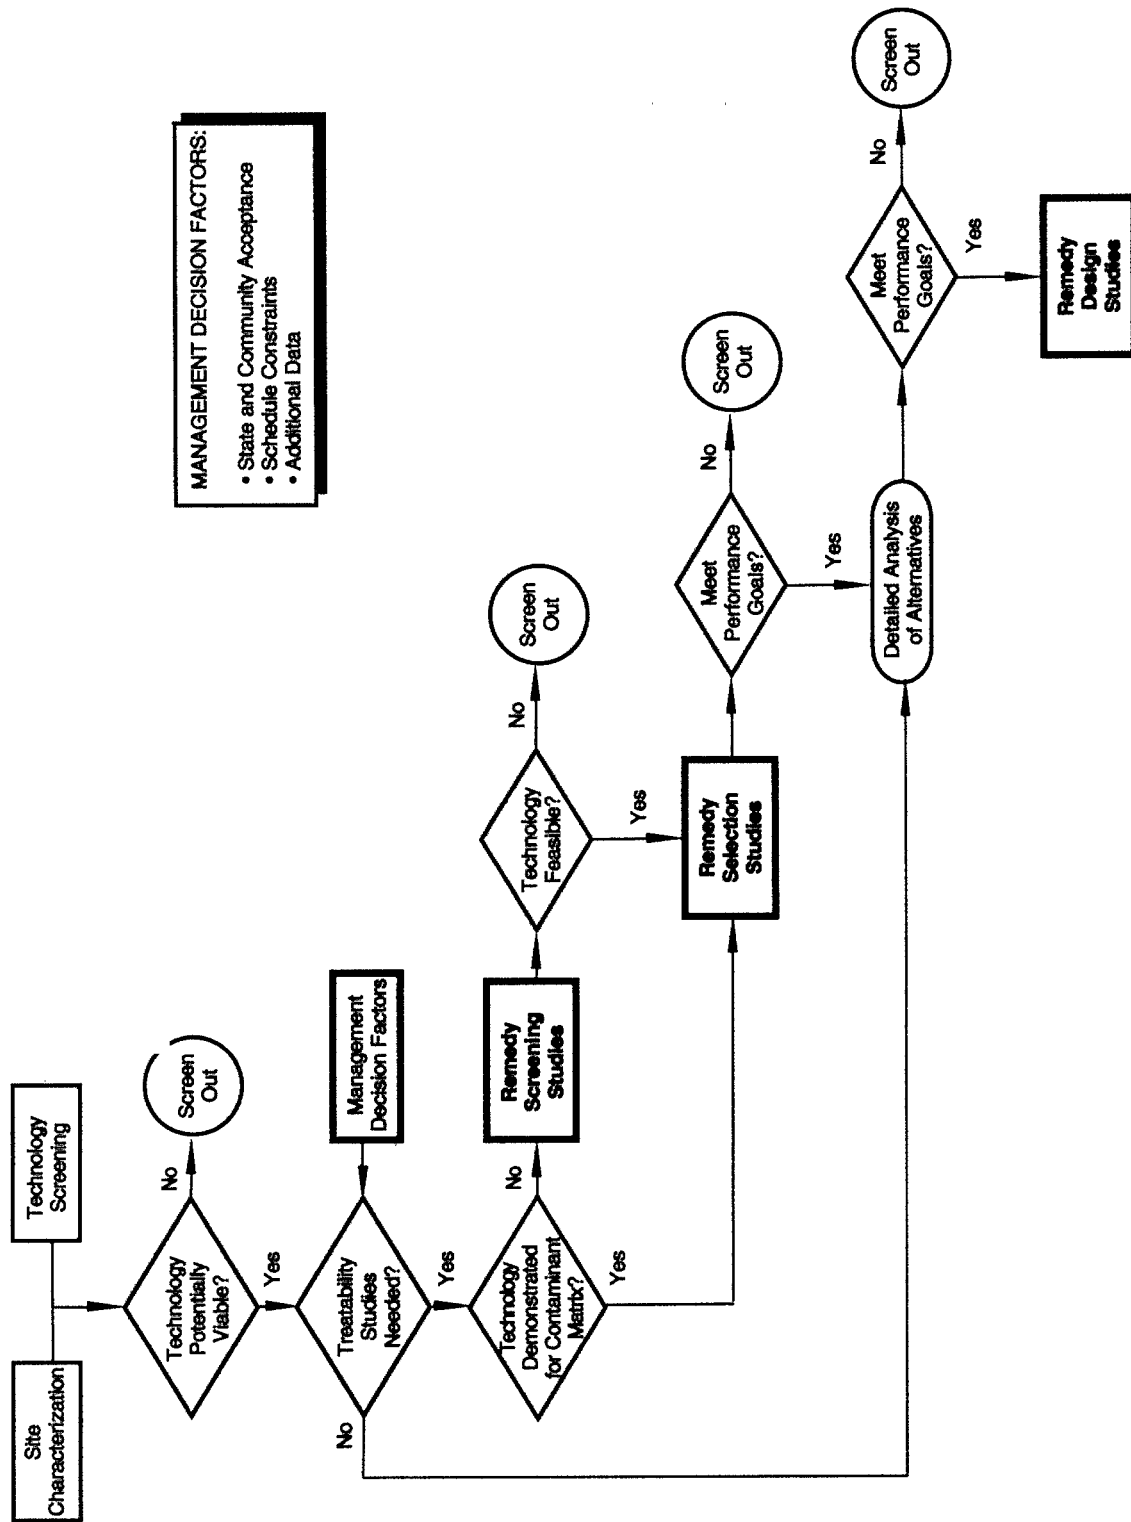 Site
Characterization
Technology
Screening
Technology
Potentially
Viable?
No
Screen
Out
Yes
Treatability
Studies
Needed?
Management
Decision Factors
No
Yes
Technology
Demonstrated
for Contaminant
Matrix?
No
Remedy
Screening
Studies
Technology
Feasible?
No
Screen
Out
Yes
Yes
Remedy
Selection
Studies
Meet
Performance
Goals?
No
Screen
Out
Yes
Detailed Analysis
of Alternatives
Meet
Performance
Goals?
No
Screen
Out
Yes
Remedy
Design
Studies
MANAGEMENT DECISION FACTORS:
• State and Community Acceptance
• Schedule Constraints
• Additional Data